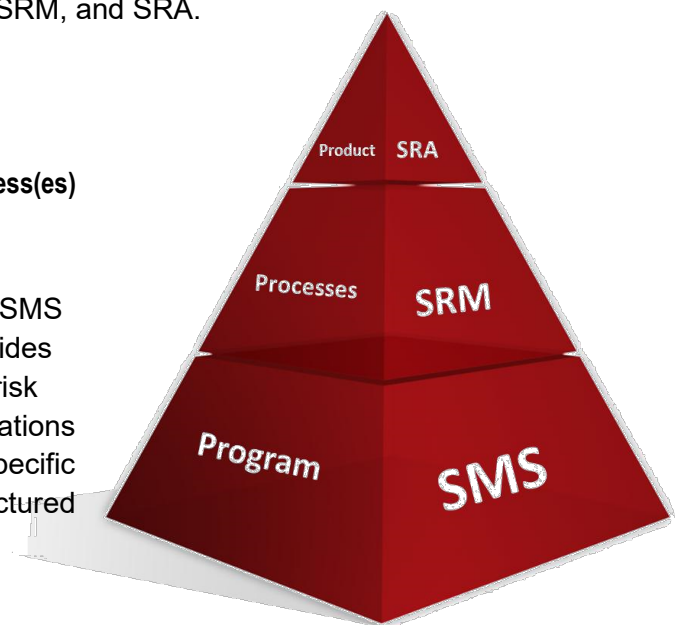 SRM, and SRA.
Product SRA
ess(es)
Processes SRM
SMS
ides
risk
ations
pecific
ctured
Program SMS